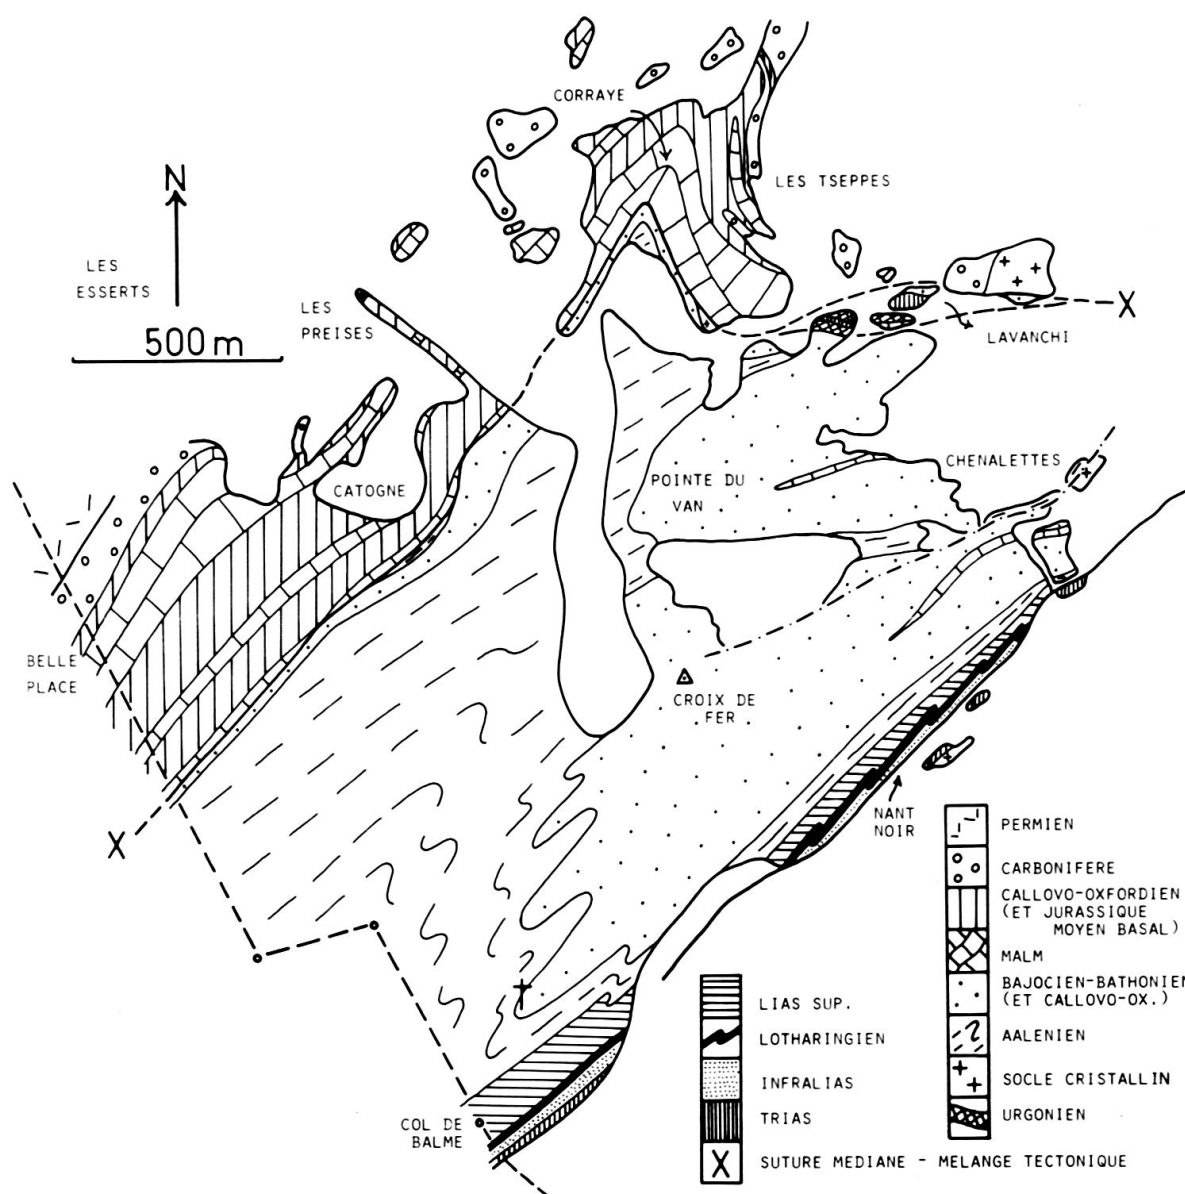 CORRAYE
LES TSEPPES
N
LES
ESSERTS
LES
PREISES
500m
X
LAVANCHI
CATOGNE
POINTE DU
VAN
CHENALETTES
BELLE
PLACE
CROIX DE
FER
NANT
NOIR
X
COL DE
BALME
PERMIEN
CARBONIFERE
CALLOVO-OXFORDIEN
(ET JURASSIQUE
MOYEN BASAL)
MALM
BAJOCIEN-BATHONIEN
(ET CALLOVO-OX.)
AALENIEN
SOCLE CRISTALLIN
URGONIEN
LIAS SUP.
LOTHARINGIEN
INFRALIAS
TRIAS
X SUTURE MEDIANE - MELANGE TECTONIQUE